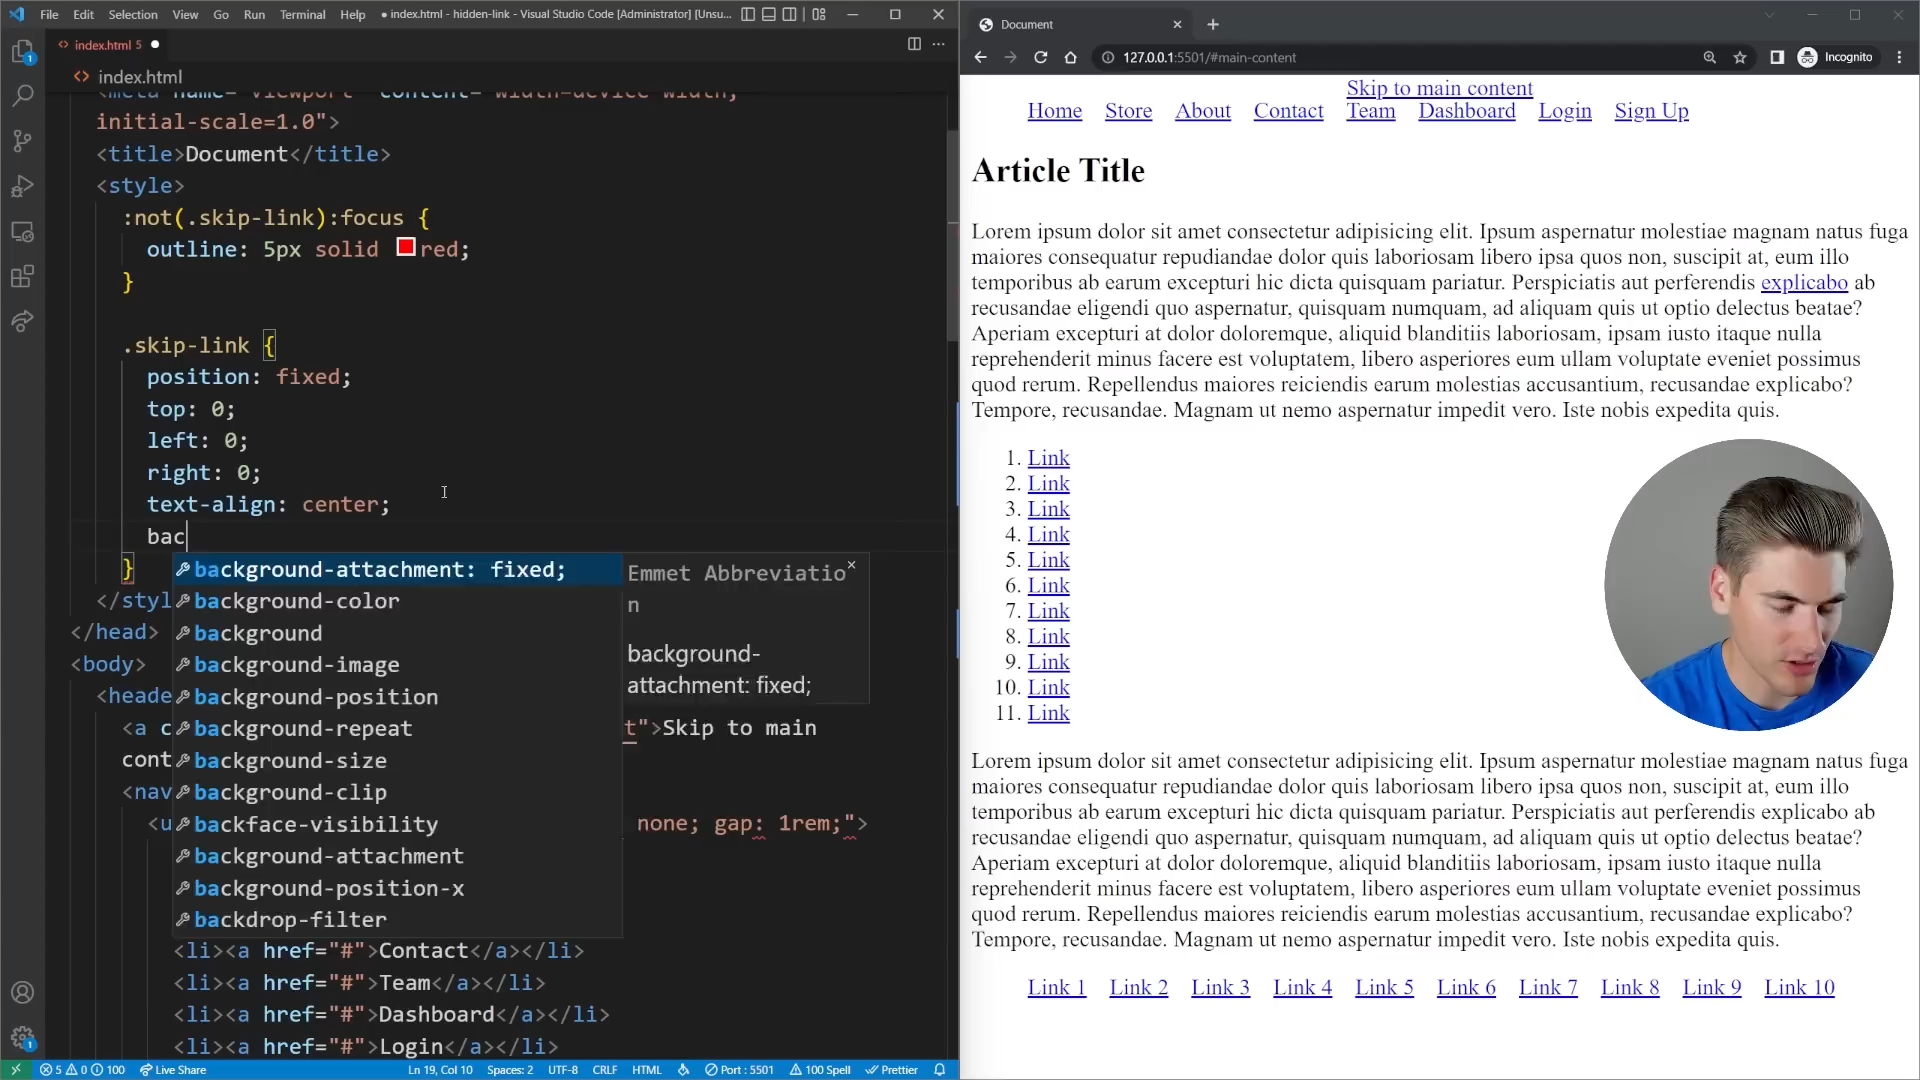 File Edit Selection View Go Run Terminal Help
● index.html - hidden-link - Visual Studio Code [Administrator] [Unsu...
index.html 5 ●
index.html
initial-scale=1.0">
<title>Document</title>
<style>
:not(.skip-link):focus {
outline: 5px solid red;
}
.skip-link {
position: fixed;
top: 0;
left: 0;
right: 0;
text-align: center;
bac
}
background-attachment: fixed;
background-color
background
background-image
background-position
background-repeat
background-size
background-clip
backface-visibility
background-attachment
background-position-x
backdrop-filter
Emmet Abbreviatio
n
background-
attachment: fixed;
</styl
</head>
<body>
<heade
<a c
t">Skip to main
cont
<nav
<u
none; gap: 1rem;">
<li><a href="#">Contact</a></li>
<li><a href="#">Team</a></li>
<li><a href="#">Dashboard</a></li>
<li><a href="#">Login</a></li>
5 0 100 Live Share Ln 19, Col 10 Spaces: 2 UTF-8 CRLF HTML Port : 5501 100 Spell Prettier
Document
127.0.0.1:5501/#main-content
Incognito
Skip to main content
Home Store About Contact Team Dashboard Login Sign Up
Article Title
Lorem ipsum dolor sit amet consectetur adipisicing elit. Ipsum aspernatur molestiae magnam natus fuga
maiores consequatur repudiandae dolor quis laboriosam libero ipsa quos non, suscipit at, eum illo
temporibus ab earum excepturi hic dicta quisquam pariatur. Perspiciatis aut perferendis explicabo ab
recusandae eligendi quo aspernatur, quisquam numquam, ad aliquam quis ut optio delectus beatae?
Aperiam excepturi at dolor doloremque, aliquid blanditiis laboriosam, ipsam iusto itaque nulla
reprehenderit minus facere est voluptatem, libero asperiores eum ullam voluptate eveniet possimus
quod rerum. Repellendus maiores reiciendis earum molestias accusantium, recusandae explicabo?
Tempore, recusandae. Magnam ut nemo aspernatur impedit vero. Iste nobis expedita quis.
1. Link
2. Link
3. Link
4. Link
5. Link
6. Link
7. Link
8. Link
9. Link
10. Link
11. Link
Lorem ipsum dolor sit amet consectetur adipisicing elit. Ipsum aspernatur molestiae magnam natus fuga
maiores consequatur repudiandae dolor quis laboriosam libero ipsa quos non, suscipit at, eum illo
temporibus ab earum excepturi hic dicta quisquam pariatur. Perspiciatis aut perferendis explicabo ab
recusandae eligendi quo aspernatur, quisquam numquam, ad aliquam quis ut optio delectus beatae?
Aperiam excepturi at dolor doloremque, aliquid blanditiis laboriosam, ipsam iusto itaque nulla
reprehenderit minus facere est voluptatem, libero asperiores eum ullam voluptate eveniet possimus
quod rerum. Repellendus maiores reiciendis earum molestias accusantium, recusandae explicabo?
Tempore, recusandae. Magnam ut nemo aspernatur impedit vero. Iste nobis expedita quis.
Link 1 Link 2 Link 3 Link 4 Link 5 Link 6 Link 7 Link 8 Link 9 Link 10